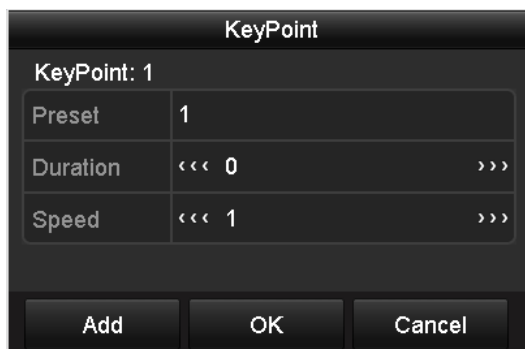 KeyPoint
KeyPoint: 1
Preset 1
Duration ‹‹‹ 0 ›››
Speed ‹‹‹ 1 ›››
Add OK Cancel